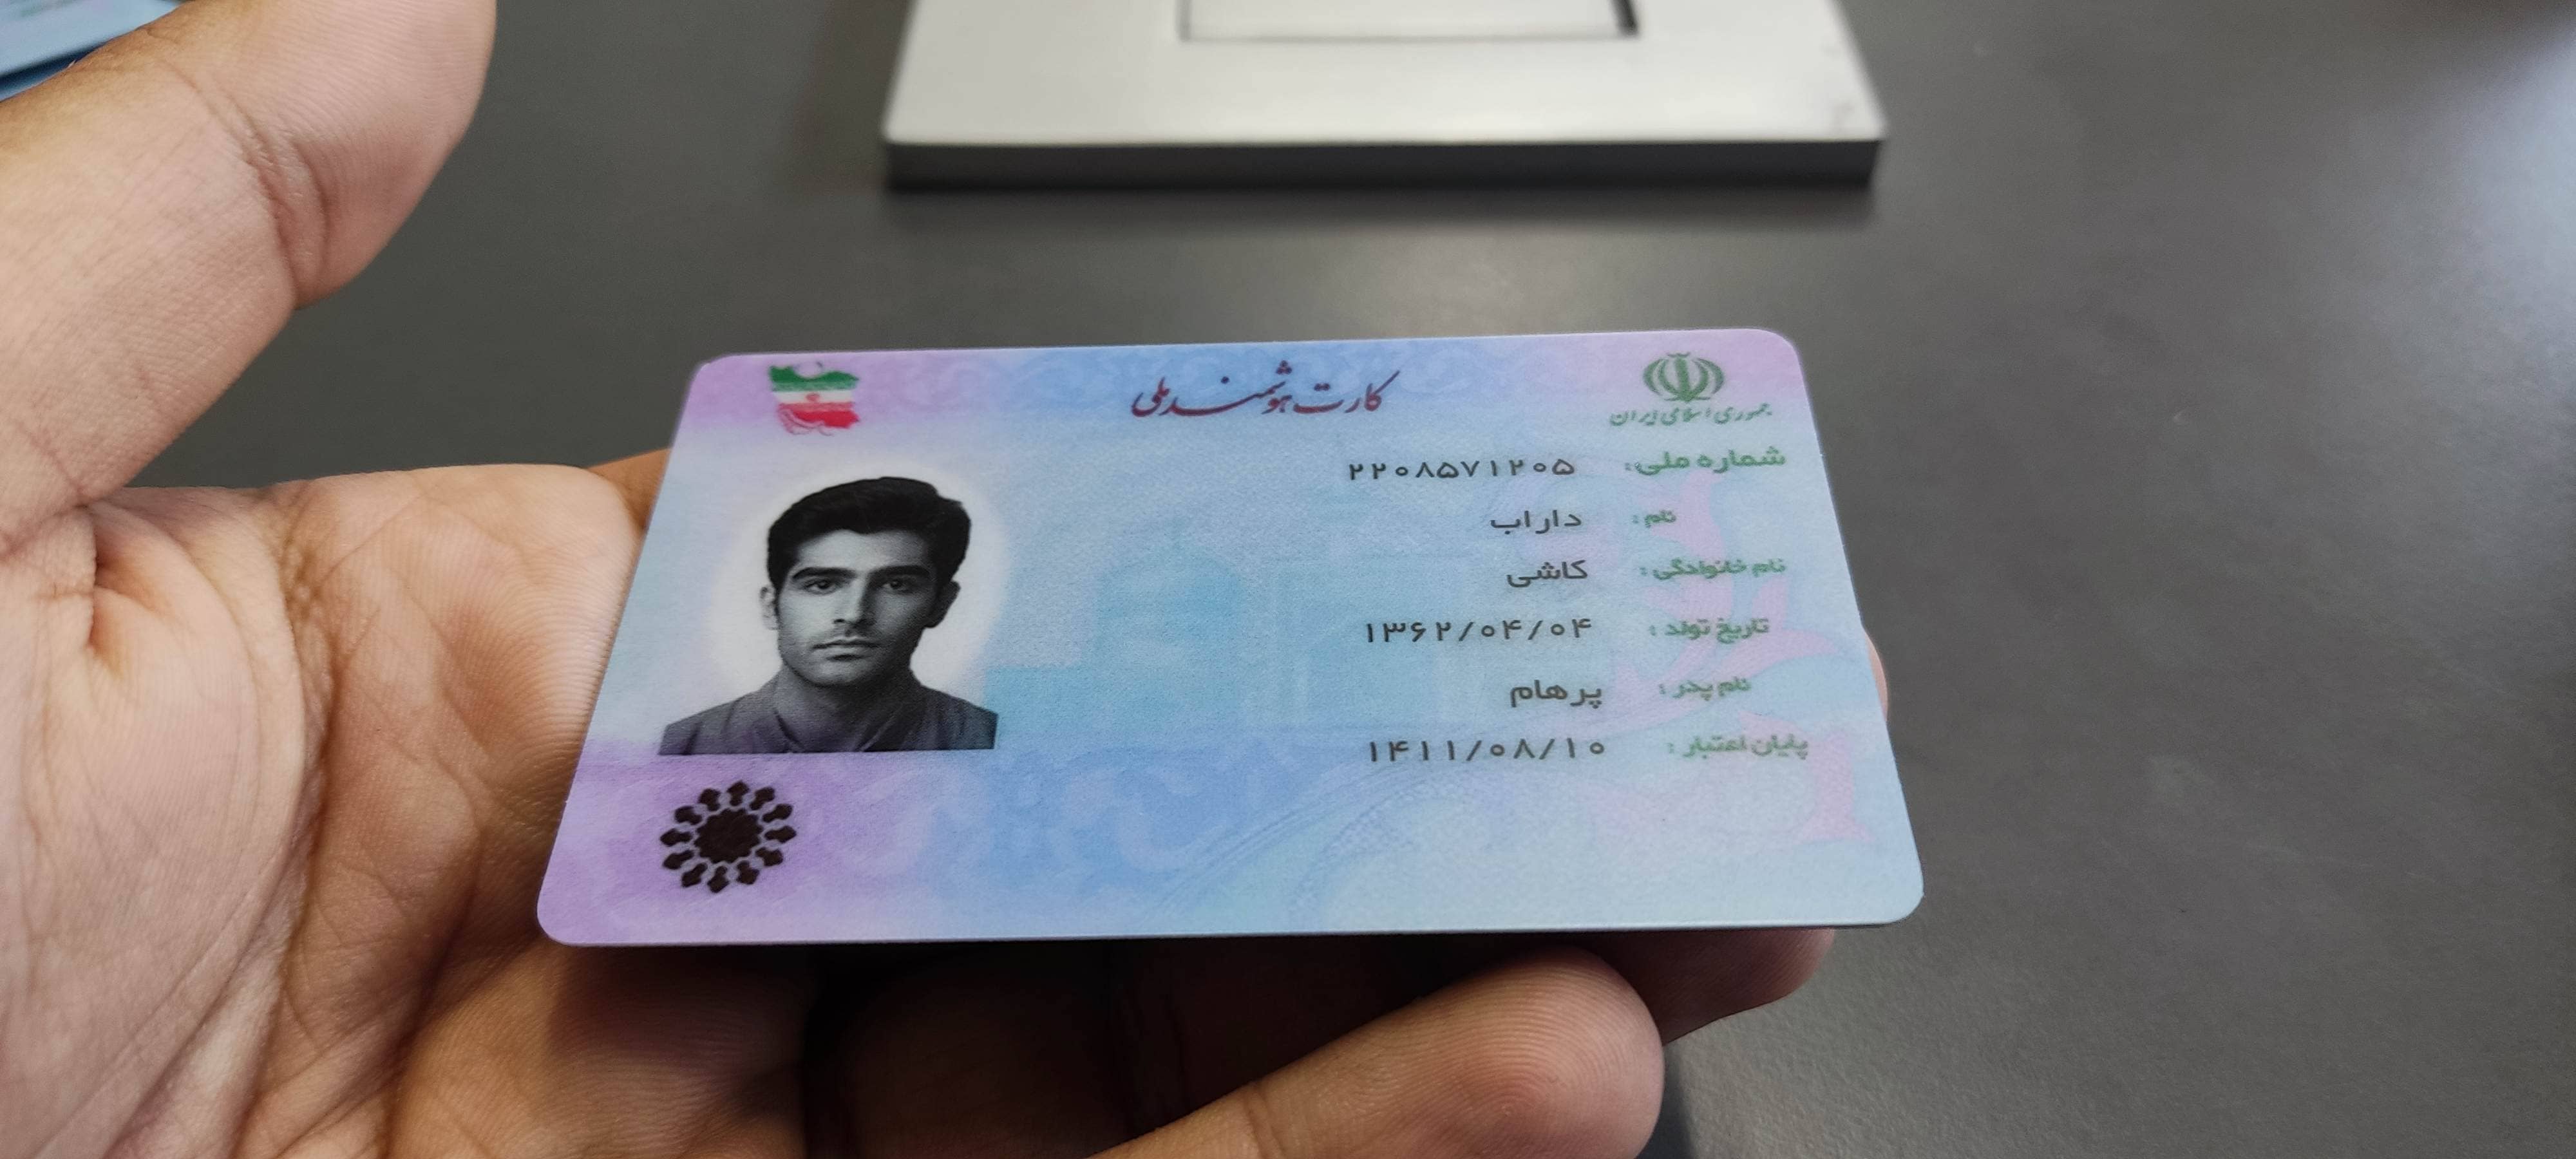 جمهوری اسلامی ایران
کارت هوشمند ملی
شماره ملی: ۲۲۰۸۵۷۱۲۰۵
نام: داراب
نام خانوادگی: کاشی
تاریخ تولد: ۱۳۶۲/۰۴/۰۴
نام پدر: پرهام
پایان اعتبار: ۱۴۱۱/۰۸/۱۰